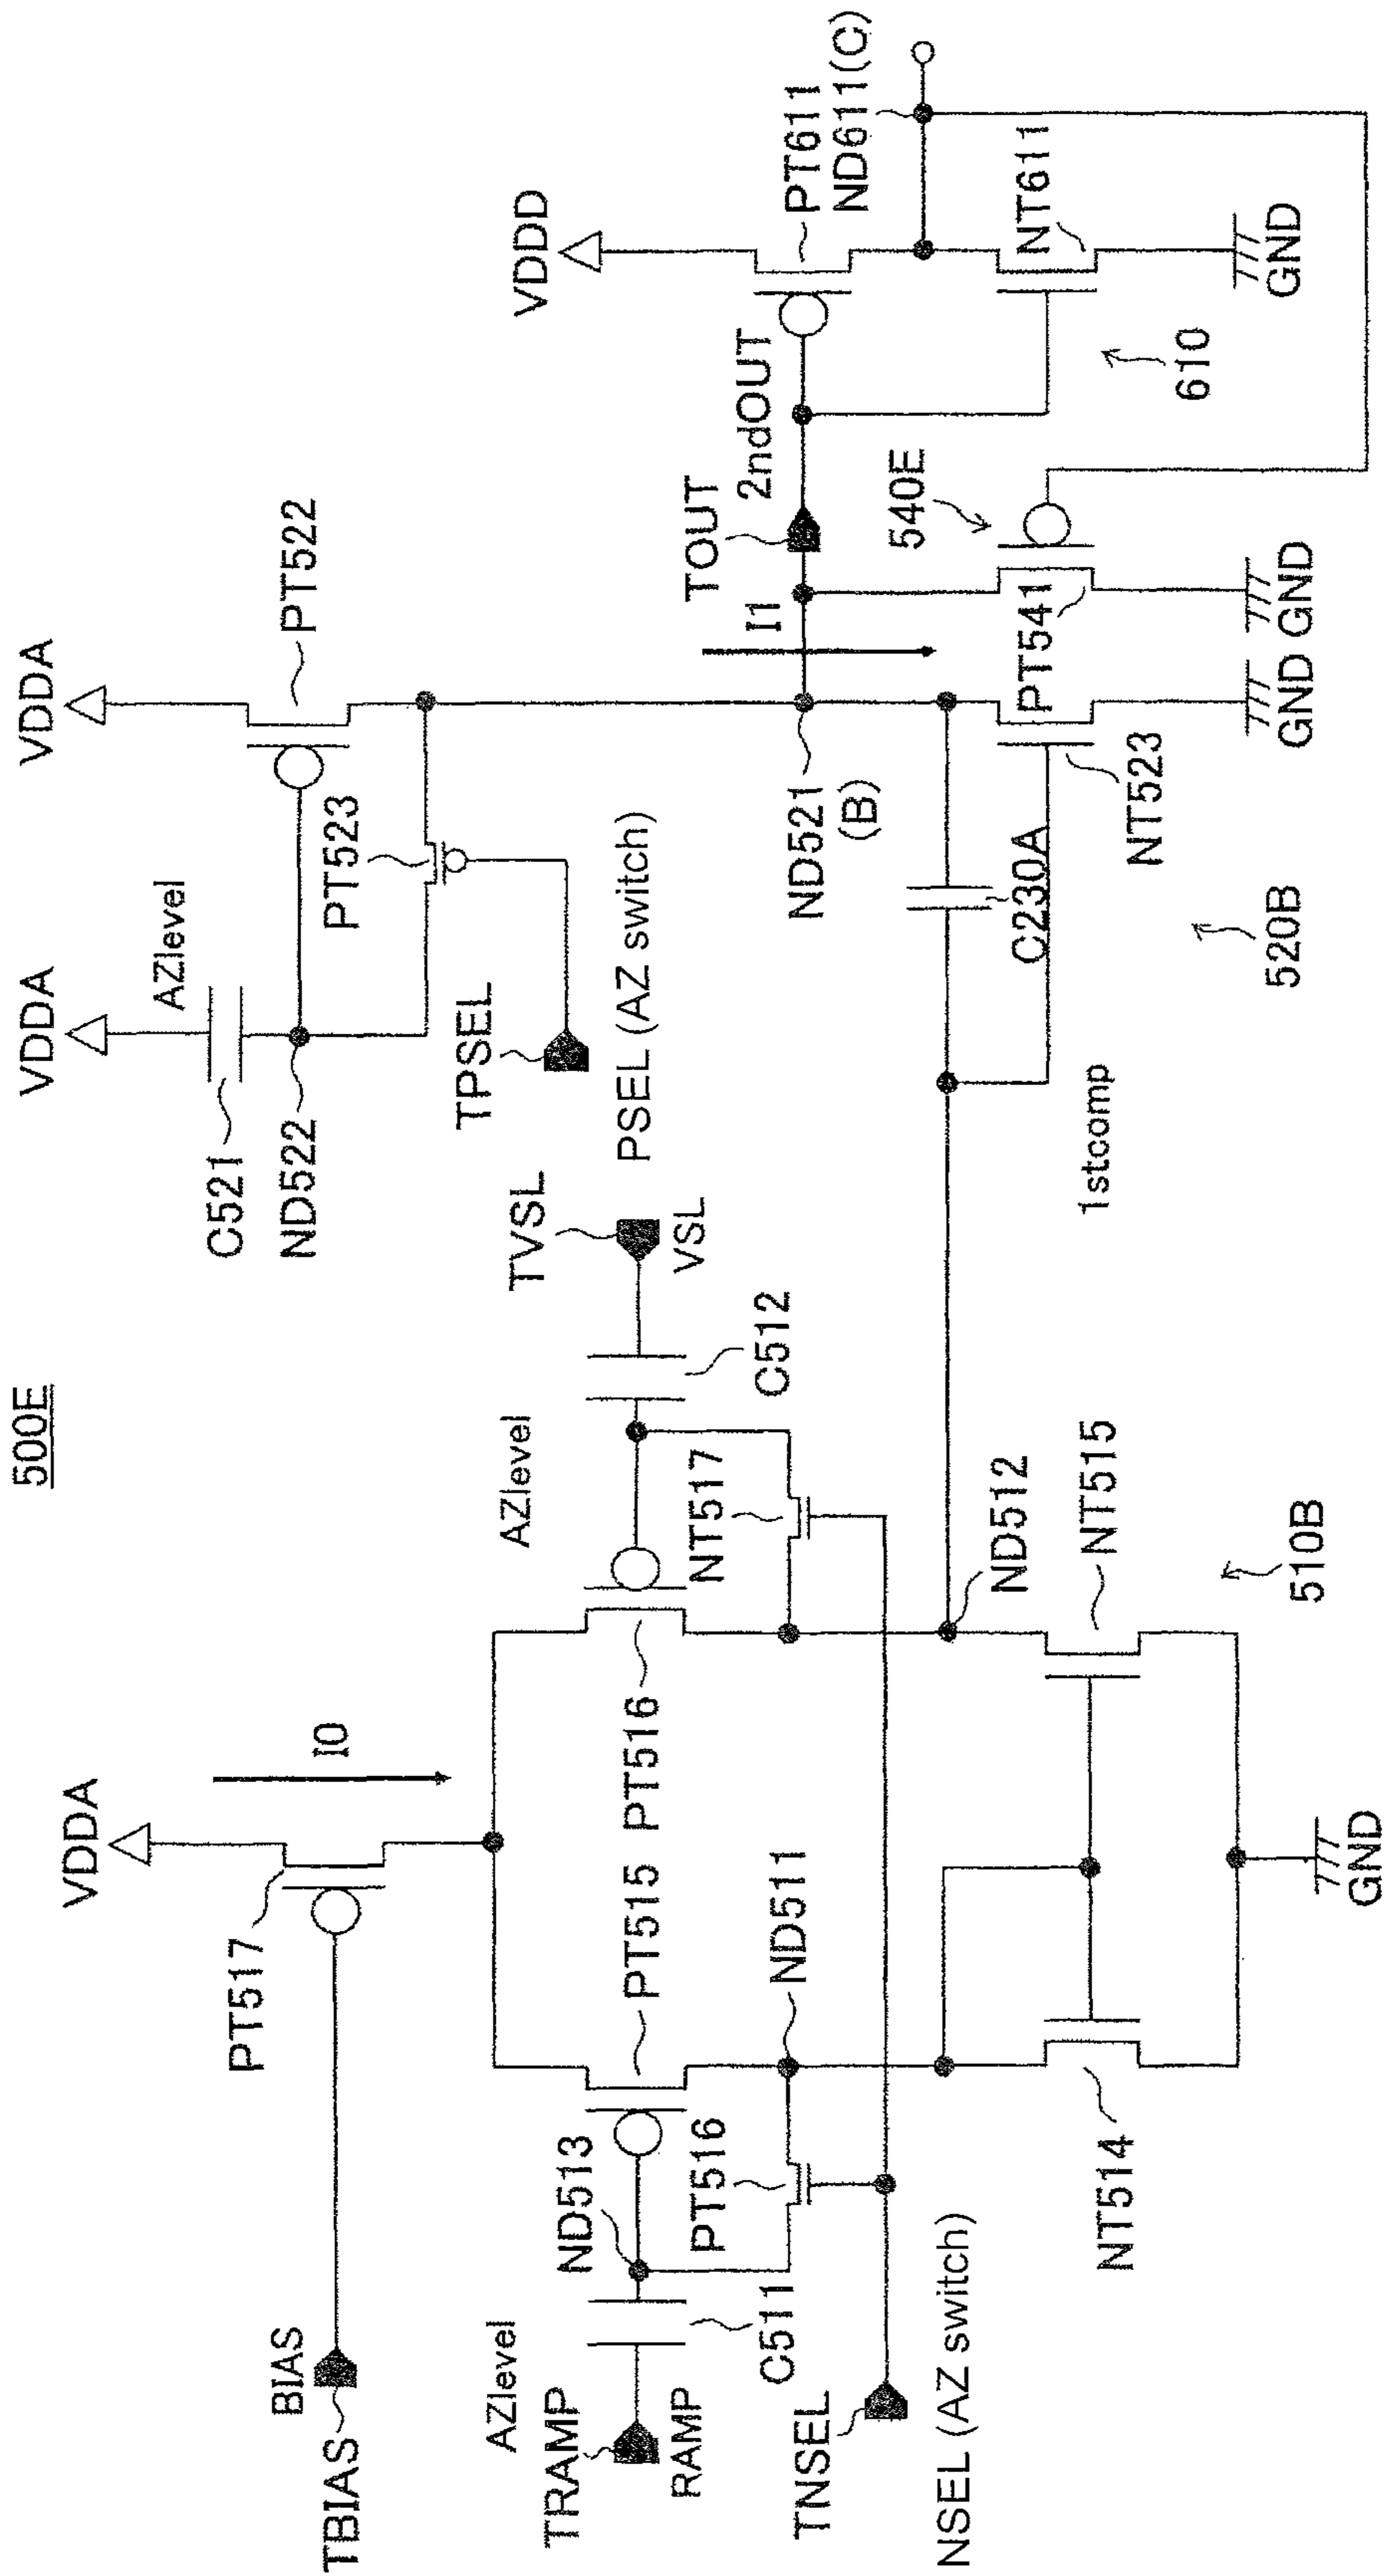 500E
VDDA
VDDA
VDDA
AZlevel
C521
ND522
PT522
PT523
TPSEL
PSEL (AZ switch)
I0
PT517
BIAS
TBIAS
AZlevel
TVSL
VSL
C512
AZlevel
TRAMP
RAMP
C511
ND513
PT515
PT516
PT516
NT517
ND511
ND512
TNSEL
NSEL (AZ switch)
NT514
NT515
GND
510B
1stcomp
C230A
ND521
(B)
I1
TOUT
2ndOUT
VDDD
PT611
ND611(C)
NT611
GND
610
540E
PT541
GND
GND
NT523
520B